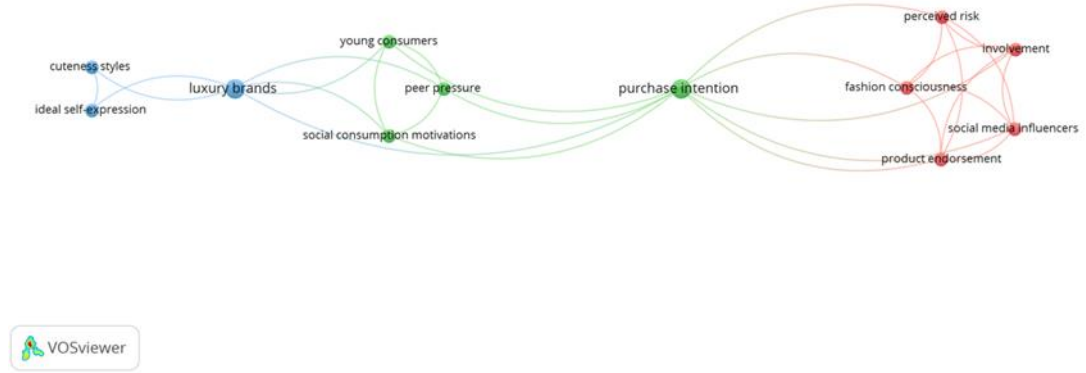 perceived risk
young consumers
involvement
cuteness styles
luxury brands
peer pressure
purchase intention
fashion consciousness
ideal self-expression
social consumption motivations
social media influencers
product endorsement
VOSviewer